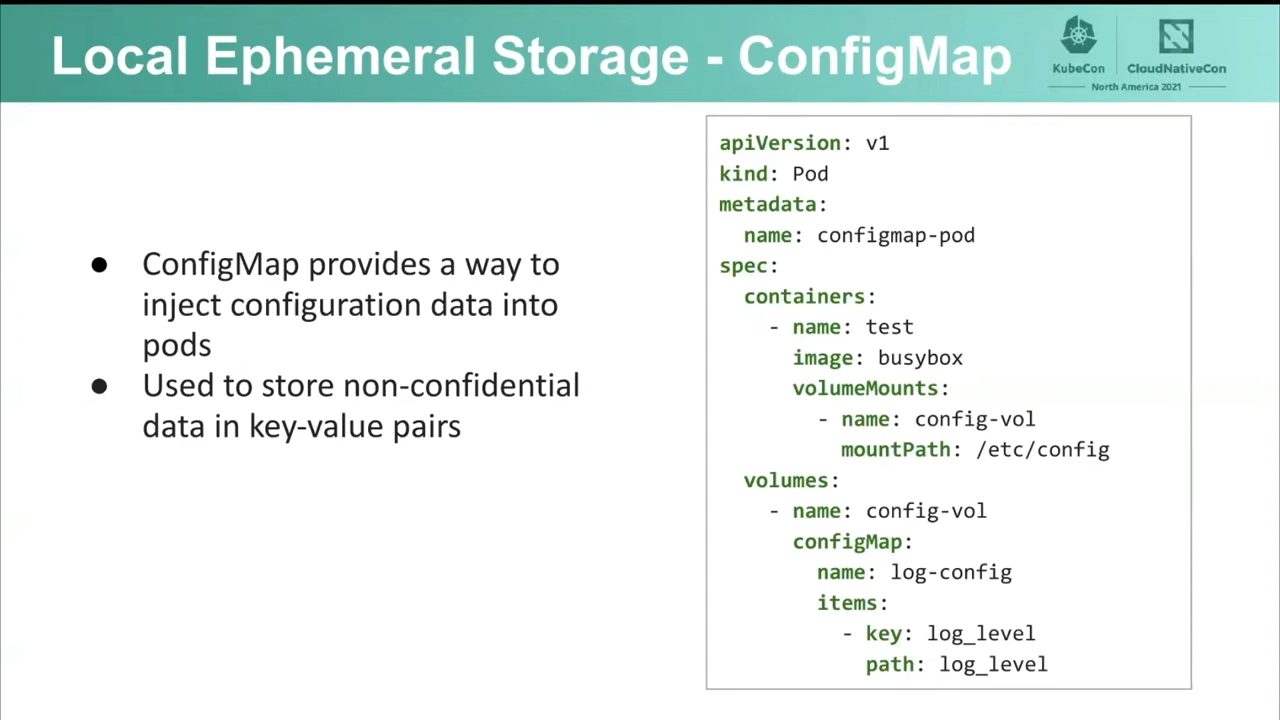 Local Ephemeral Storage - ConfigMap
KubeCon
CloudNativeCon
North America 2021
● ConfigMap provides a way to
inject configuration data into
pods
● Used to store non-confidential
data in key-value pairs
apiVersion: v1
kind: Pod
metadata:
  name: configmap-pod
spec:
  containers:
    - name: test
      image: busybox
      volumeMounts:
        - name: config-vol
          mountPath: /etc/config
  volumes:
    - name: config-vol
      configMap:
        name: log-config
        items:
          - key: log_level
            path: log_level